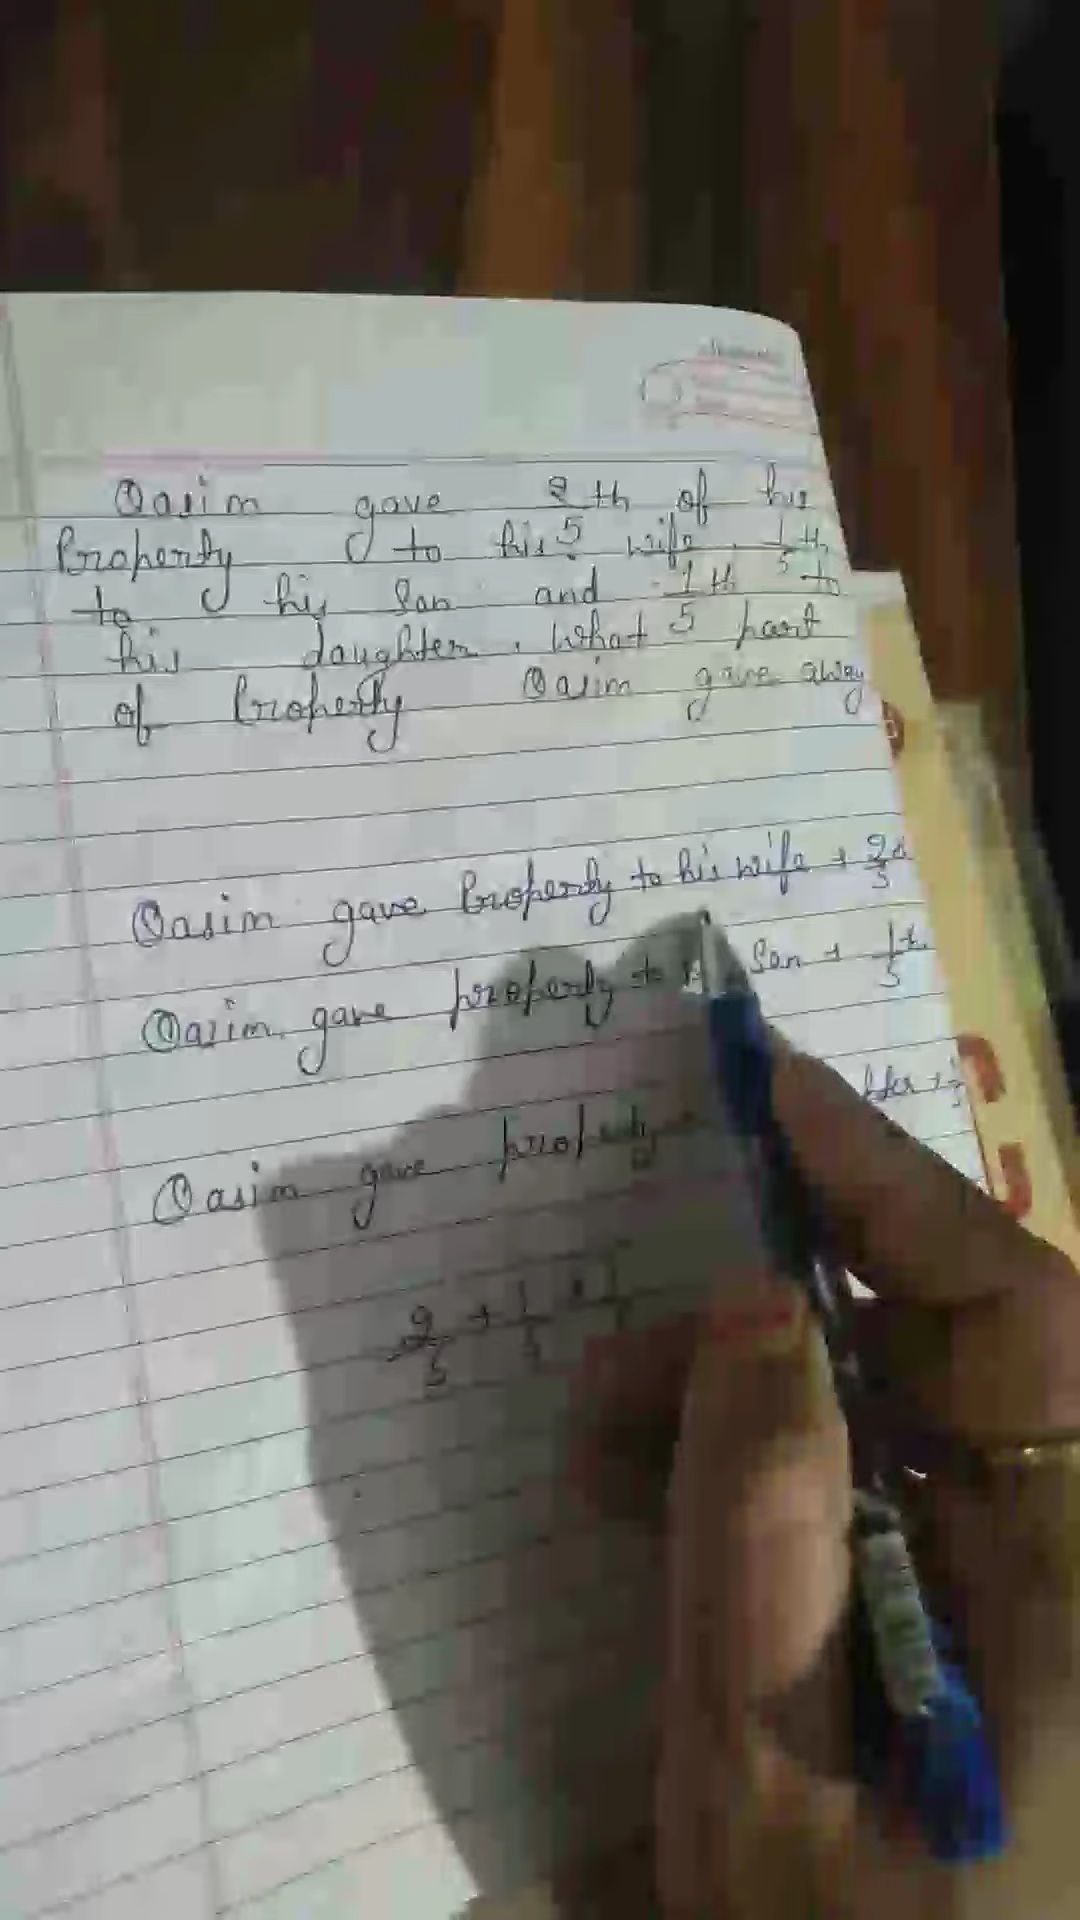 Qasim gave 2/5 th of his
Property to his wife, 1/5 th
to his son and 1/5 th to
his daughter. What part
of Property Qasim gave away
Qasim gave Property to his wife + 2/5
Qasim gave property to son + 1/5
Qasim gave property
2/5 + 1/5 +